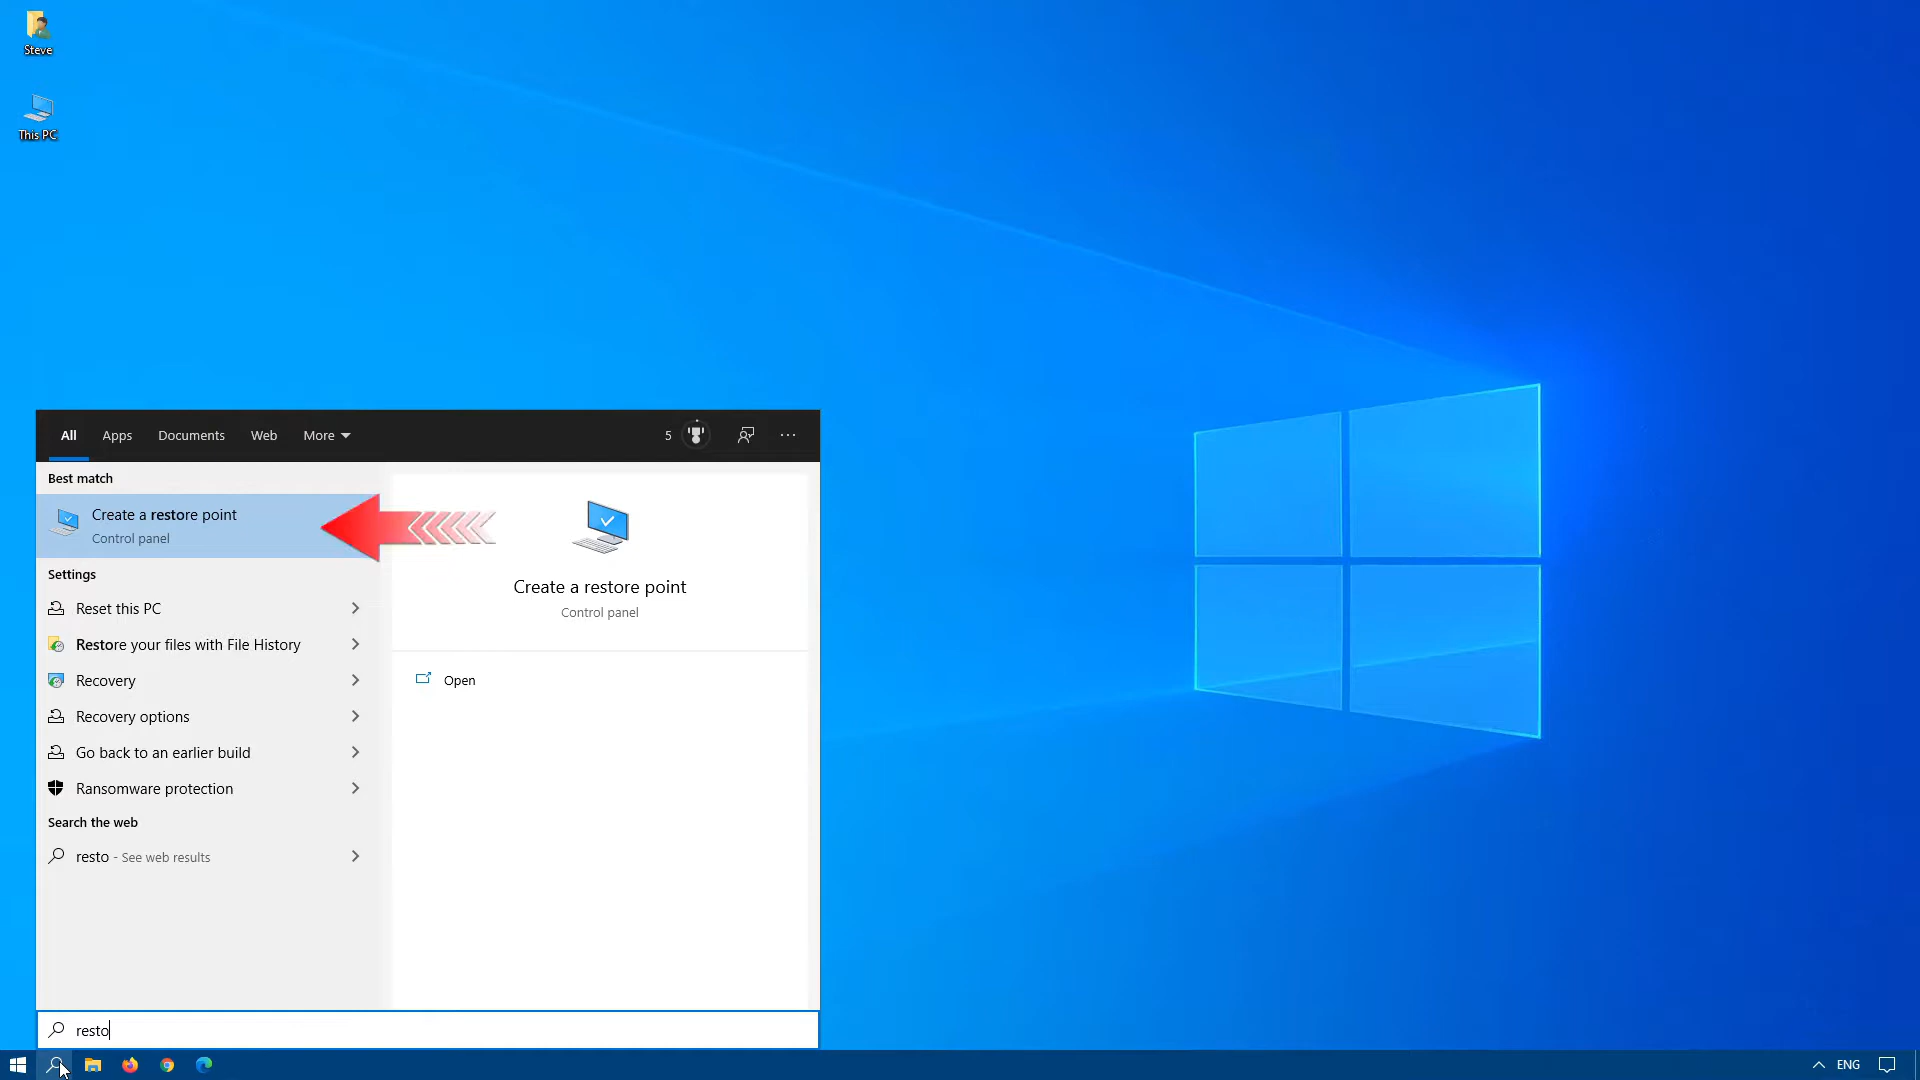 Steve
This PC
All Apps Documents Web More 5
Best match
Create a restore point
Control panel
Settings
Reset this PC
Restore your files with File History
Recovery
Recovery options
Go back to an earlier build
Ransomware protection
Search the web
resto - See web results
Create a restore point
Control panel
Open
resto
ENG